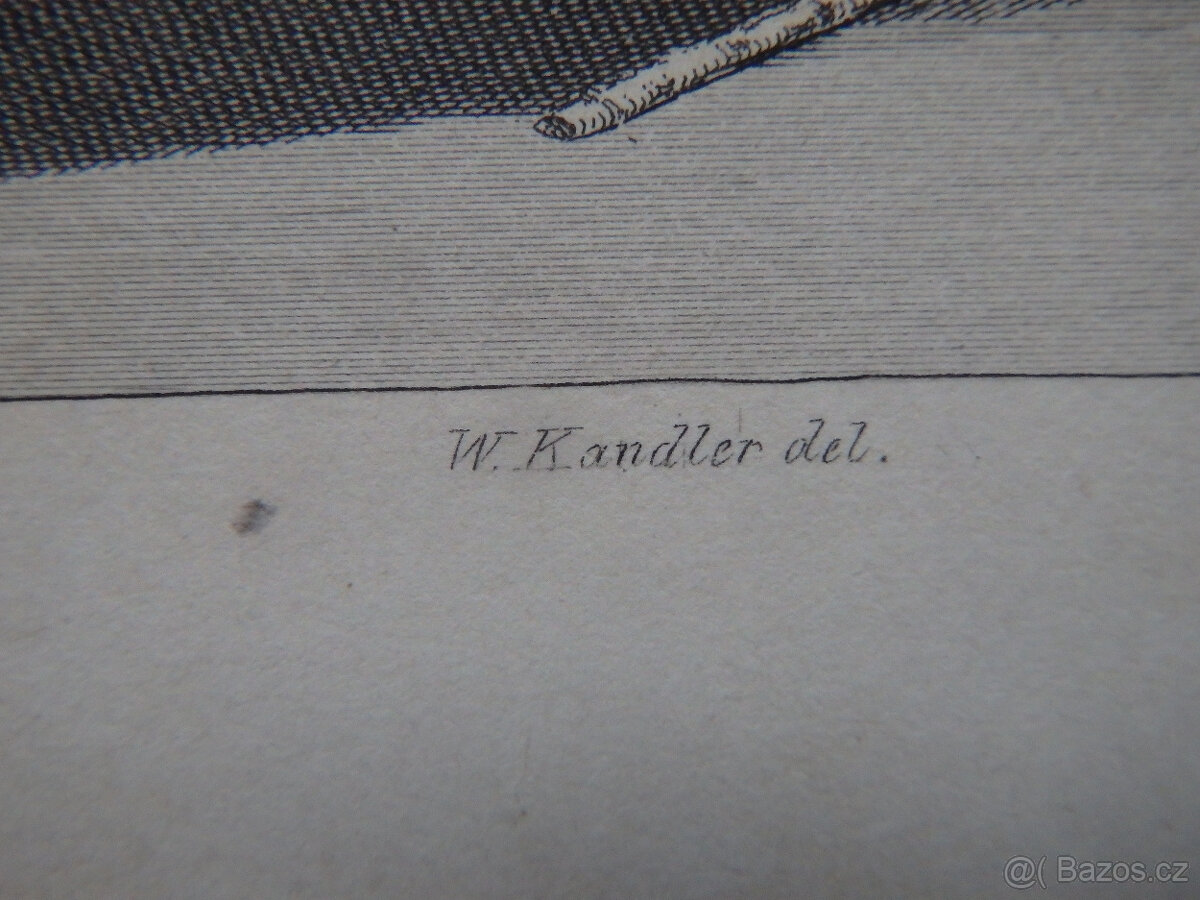 W. Kandler del.
@( Bazos.cz